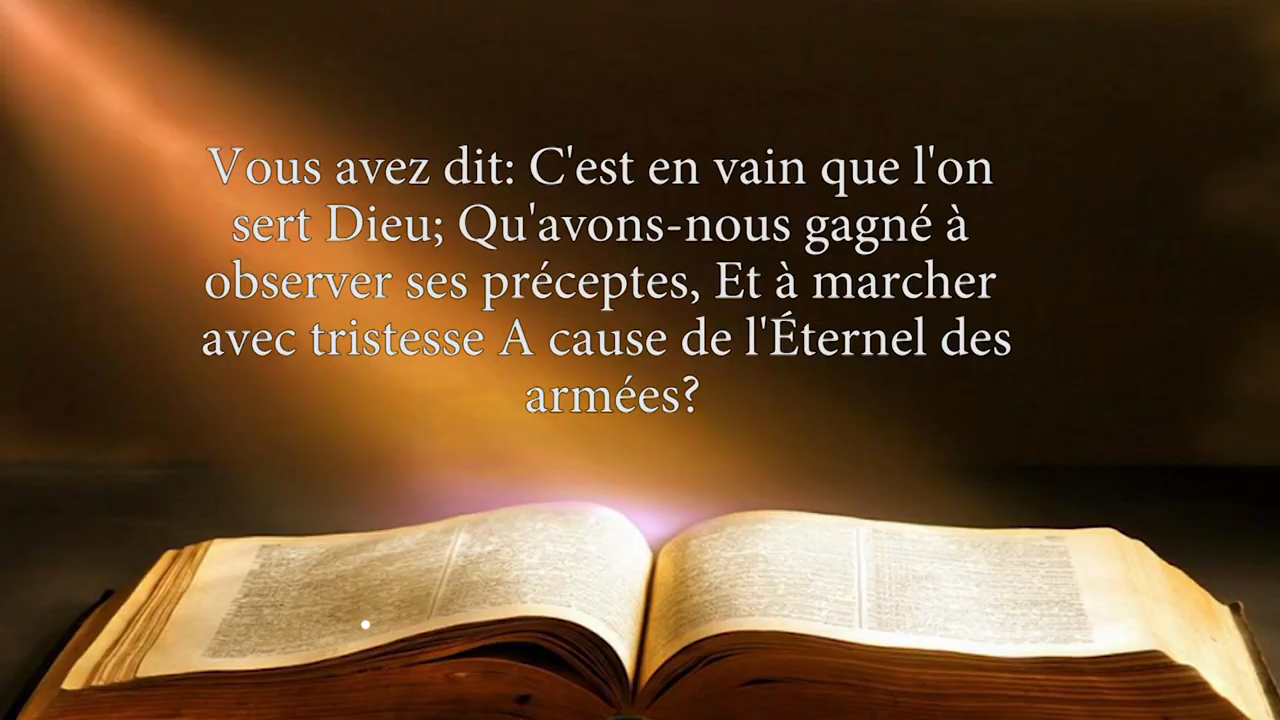 Vous avez dit: C'est en vain que l'on
sert Dieu; Qu'avons-nous gagné à
observer ses préceptes, Et à marcher
avec tristesse A cause de l'Éternel des
armées?